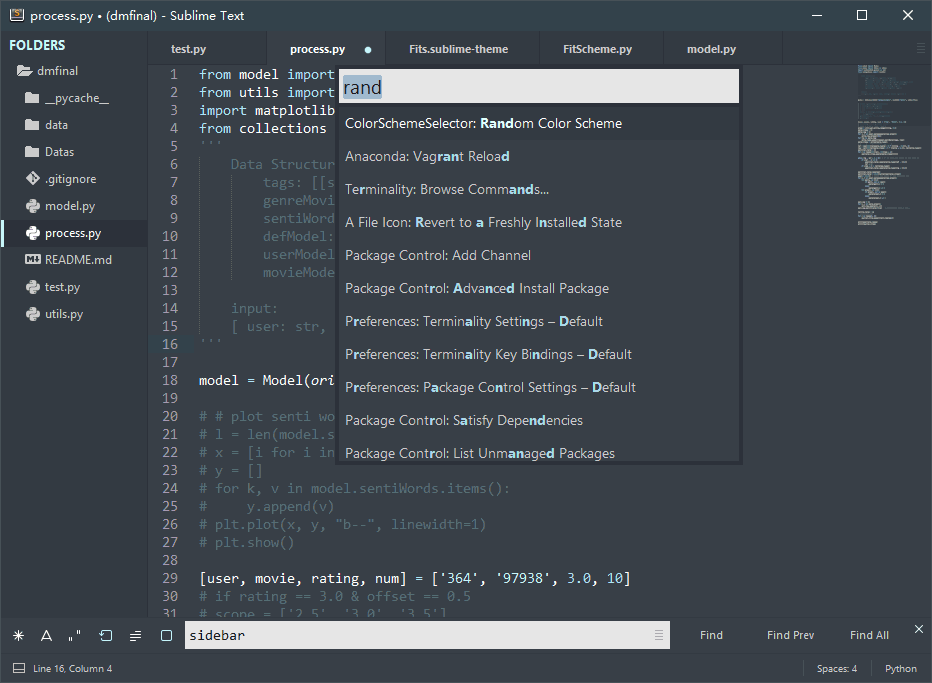 process.py • (dmfinal) - Sublime Text
FOLDERS
dmfinal
__pycache__
data
Datas
.gitignore
model.py
process.py
README.md
test.py
utils.py
test.py
process.py
Fits.sublime-theme
FitScheme.py
model.py
1 from model import
2 from utils import
3 import matplotlib
4 from collections
5 '''
6 Data Structur
7 tags: [[s
8 genreMovi
9 sentiWord
10 defModel:
11 userModel
12 movieMode
13
14 input:
15 [ user: str,
16 '''
17
18 model = Model(ori
19
20 # # plot senti wo
21 # l = len(model.s
22 # x = [i for i in
23 # y = []
24 # for k, v in model.sentiWords.items():
25 # y.append(v)
26 # plt.plot(x, y, "b--", linewidth=1)
27 # plt.show()
28
29 [user, movie, rating, num] = ['364', '97938', 3.0, 10]
30 # if rating == 3.0 & offset == 0.5
31 # scope = ['2.5', '3.0', '3.5']
rand
ColorSchemeSelector: Random Color Scheme
Anaconda: Vagrant Reload
Terminality: Browse Commands...
A File Icon: Revert to a Freshly Installed State
Package Control: Add Channel
Package Control: Advanced Install Package
Preferences: Terminality Settings – Default
Preferences: Terminality Key Bindings – Default
Preferences: Package Control Settings – Default
Package Control: Satisfy Dependencies
Package Control: List Unmanaged Packages
sidebar
Find
Find Prev
Find All
Line 16, Column 4
Spaces: 4
Python